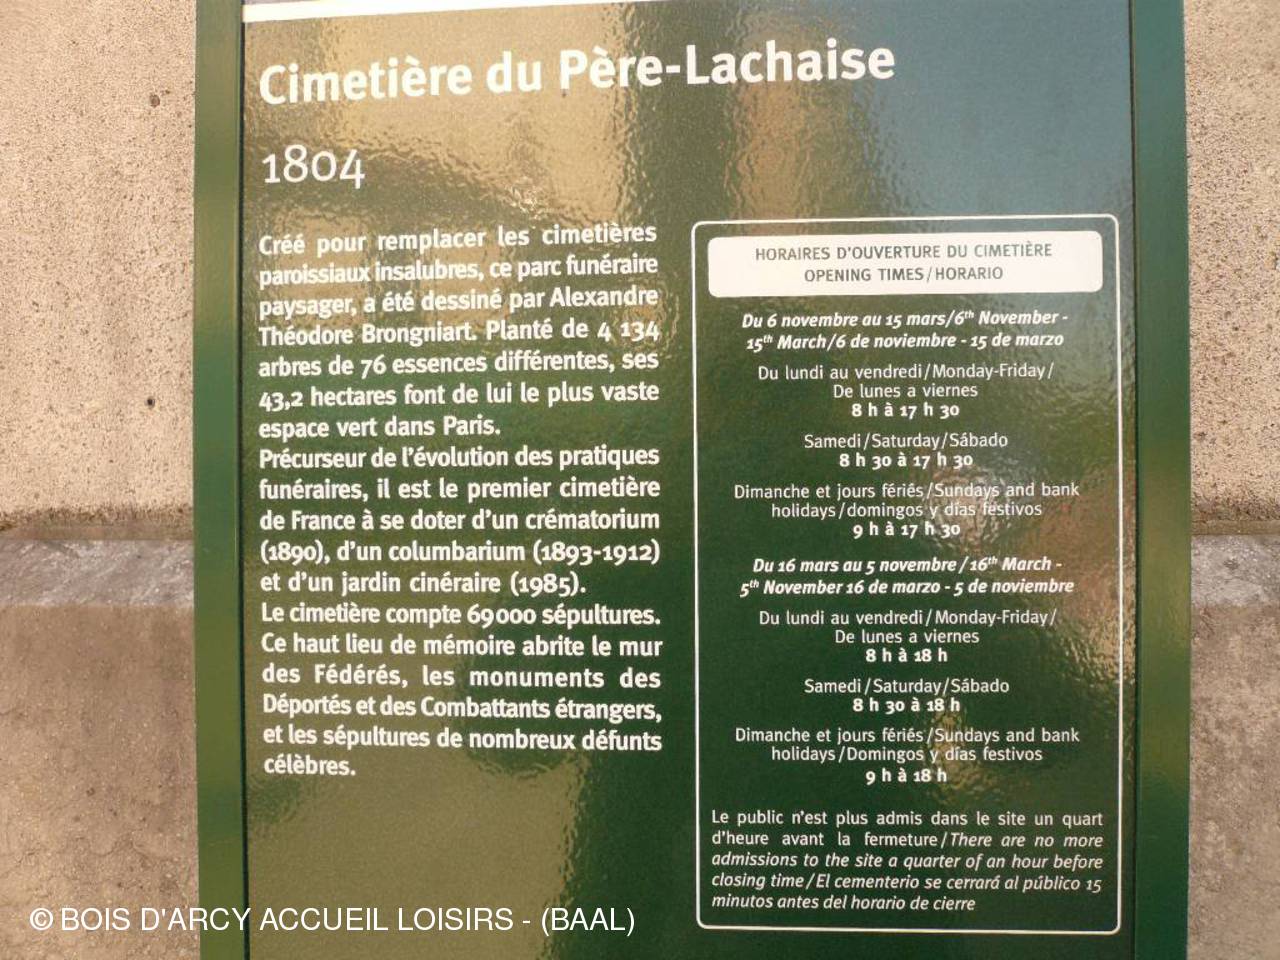 Cimetière du Père-Lachaise
1804
Créé pour remplacer les cimetières
paroissiaux insalubres, ce parc funéraire
paysager, a été dessiné par Alexandre
Théodore Brongniart. Planté de 4 134
arbres de 76 essences différentes, ses
43,2 hectares font de lui le plus vaste
espace vert dans Paris.
Précurseur de l'évolution des pratiques
funéraires, il est le premier cimetière
de France à se doter d'un crématorium
(1890), d'un columbarium (1893-1912)
et d'un jardin cinéraire (1985).
Le cimetière compte 69 000 sépultures.
Ce haut lieu de mémoire abrite le mur
des Fédérés, les monuments des
Déportés et des Combattants étrangers,
et les sépultures de nombreux défunts
célèbres.
HORAIRES D'OUVERTURE DU CIMETIÈRE
OPENING TIMES/HORARIO
Du 6 novembre au 15 mars/6th November -
15th March/6 de noviembre - 15 de marzo
Du lundi au vendredi/Monday-Friday/
De lunes a viernes
8 h à 17 h 30
Samedi/Saturday/Sábado
8 h 30 à 17 h 30
Dimanche et jours fériés/Sundays and bank
holidays/domingos y días festivos
9 h à 17 h 30
Du 16 mars au 5 novembre/16th March -
5th November 16 de marzo - 5 de noviembre
Du lundi au vendredi/Monday-Friday/
De lunes a viernes
8 h à 18 h
Samedi/Saturday/Sábado
8 h 30 à 18 h
Dimanche et jours fériés/Sundays and bank
holidays/Domingos y días festivos
9 h à 18 h
Le public n'est plus admis dans le site un quart
d'heure avant la fermeture/There are no more
admissions to the site a quarter of an hour before
closing time/El cementerio se cerrará al público 15
minutos antes del horario de cierre
© BOIS D'ARCY ACCUEIL LOISIRS - (BAAL)